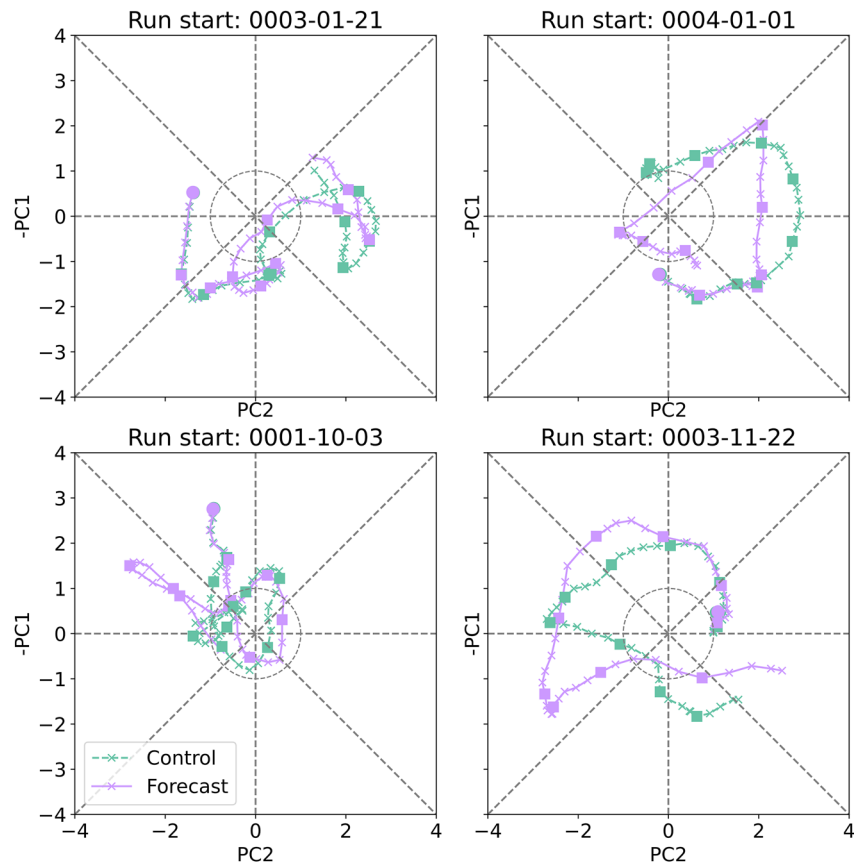 Run start: 0003-01-21
Run start: 0004-01-01
4
3
2
1
0
−1
−2
−3
−4
-PC1
-PC1
PC2
PC2
Run start: 0001-10-03
Run start: 0003-11-22
4
3
2
1
0
−1
−2
−3
−4
-PC1
-PC1
Control
Forecast
−4 −2 0 2 4
−4 −2 0 2 4
PC2
PC2